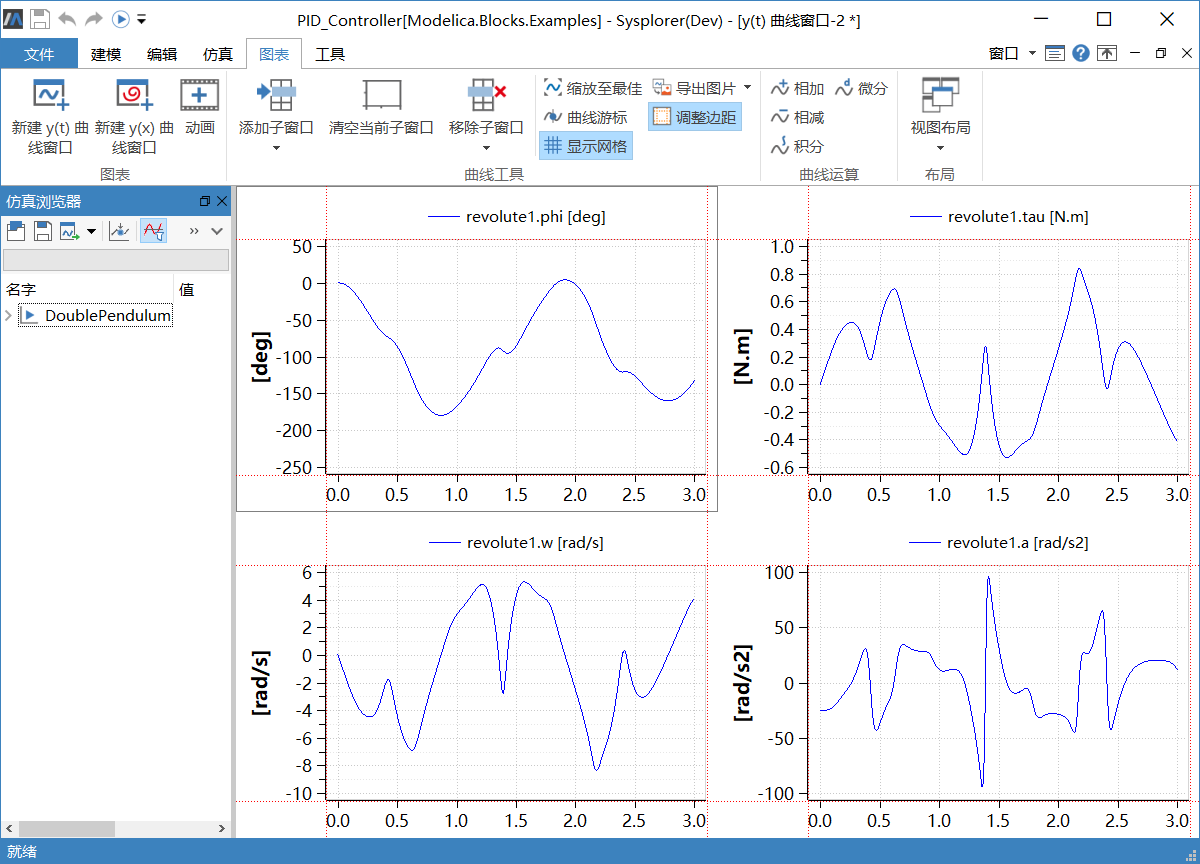 PID_Controller[Modelica.Blocks.Examples] - Sysplorer(Dev) - [y(t) 曲线窗口-2 *]
文件 建模 编辑 仿真 图表 工具 窗口
新建 y(t) 曲线窗口
新建 y(x) 曲线窗口
动画
图表
添加子窗口
清空当前子窗口
移除子窗口
缩放至最佳
曲线游标
显示网格
导出图片
调整边距
曲线工具
相加 微分
相减
积分
曲线运算
视图布局
布局
仿真浏览器
»
名字 值
DoublePendulum
revolute1.phi [deg]
[deg]
50
0
-50
-100
-150
-200
-250
0.0 0.5 1.0 1.5 2.0 2.5 3.0
revolute1.tau [N.m]
[N.m]
1.0
0.8
0.6
0.4
0.2
0.0
-0.2
-0.4
-0.6
0.0 0.5 1.0 1.5 2.0 2.5 3.0
revolute1.w [rad/s]
[rad/s]
6
4
2
0
-2
-4
-6
-8
-10
0.0 0.5 1.0 1.5 2.0 2.5 3.0
revolute1.a [rad/s2]
[rad/s2]
100
50
0
-50
-100
0.0 0.5 1.0 1.5 2.0 2.5 3.0
就绪